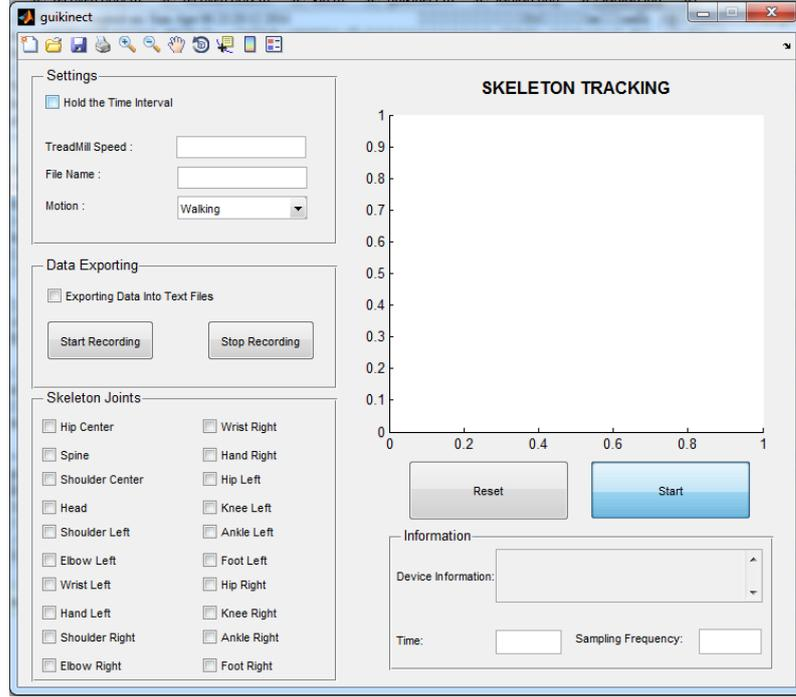 guikinect
Settings
Hold the Time Interval
TreadMill Speed :
File Name :
Motion :
Walking
Data Exporting
Exporting Data Into Text Files
Start Recording
Stop Recording
Skeleton Joints
Hip Center
Wrist Right
Spine
Hand Right
Shoulder Center
Hip Left
Head
Knee Left
Shoulder Left
Ankle Left
Elbow Left
Foot Left
Wrist Left
Hip Right
Hand Left
Knee Right
Shoulder Right
Ankle Right
Elbow Right
Foot Right
SKELETON TRACKING
1
0.9
0.8
0.7
0.6
0.5
0.4
0.3
0.2
0.1
0
0 0.2 0.4 0.6 0.8 1
Reset
Start
Information
Device Information:
Time:
Sampling Frequency: